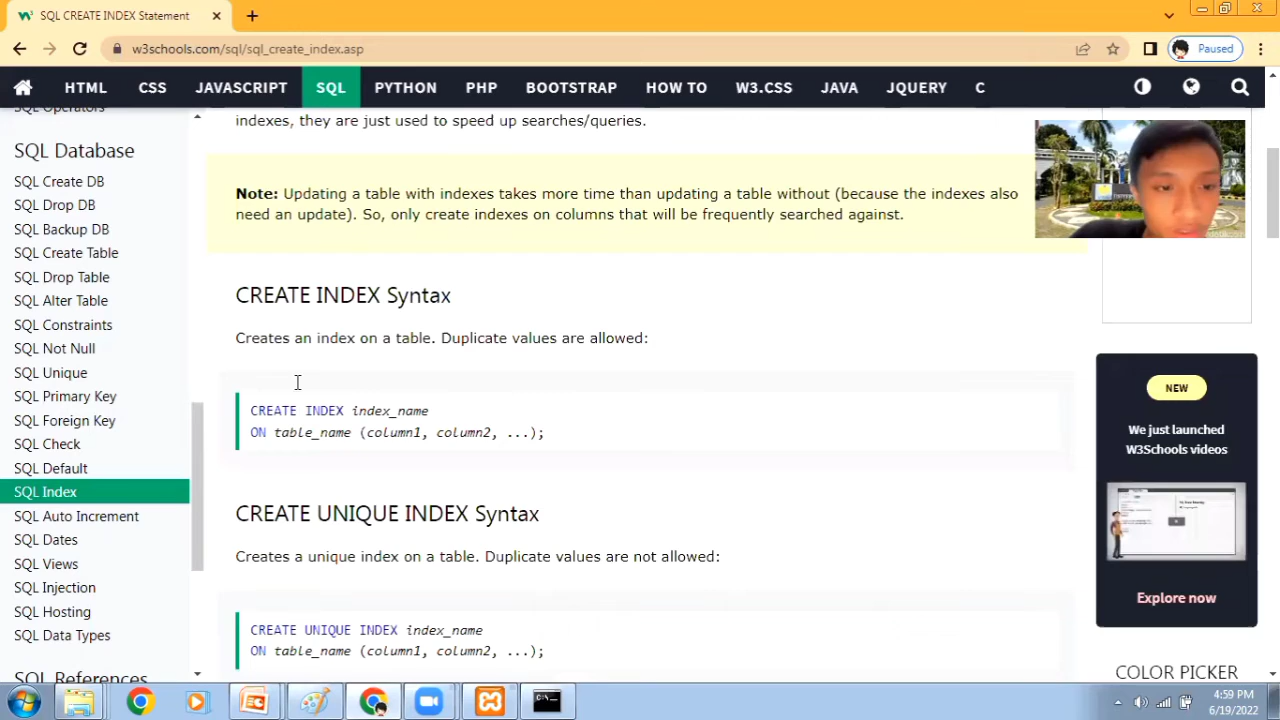 SQL CREATE INDEX Statement
w3schools.com/sql/sql_create_index.asp
Paused
HTML CSS JAVASCRIPT SQL PYTHON PHP BOOTSTRAP HOW TO W3.CSS JAVA JQUERY C
SQL Operators
SQL Database
SQL Create DB
SQL Drop DB
SQL Backup DB
SQL Create Table
SQL Drop Table
SQL Alter Table
SQL Constraints
SQL Not Null
SQL Unique
SQL Primary Key
SQL Foreign Key
SQL Check
SQL Default
SQL Index
SQL Auto Increment
SQL Dates
SQL Views
SQL Injection
SQL Hosting
SQL Data Types
SQL References
indexes, they are just used to speed up searches/queries.
Note: Updating a table with indexes takes more time than updating a table without (because the indexes also
need an update). So, only create indexes on columns that will be frequently searched against.
CREATE INDEX Syntax
Creates an index on a table. Duplicate values are allowed:
CREATE INDEX index_name
ON table_name (column1, column2, ...);
CREATE UNIQUE INDEX Syntax
Creates a unique index on a table. Duplicate values are not allowed:
CREATE UNIQUE INDEX index_name
ON table_name (column1, column2, ...);
NEW
We just launched
W3Schools videos
Explore now
COLOR PICKER
4:59 PM
6/19/2022